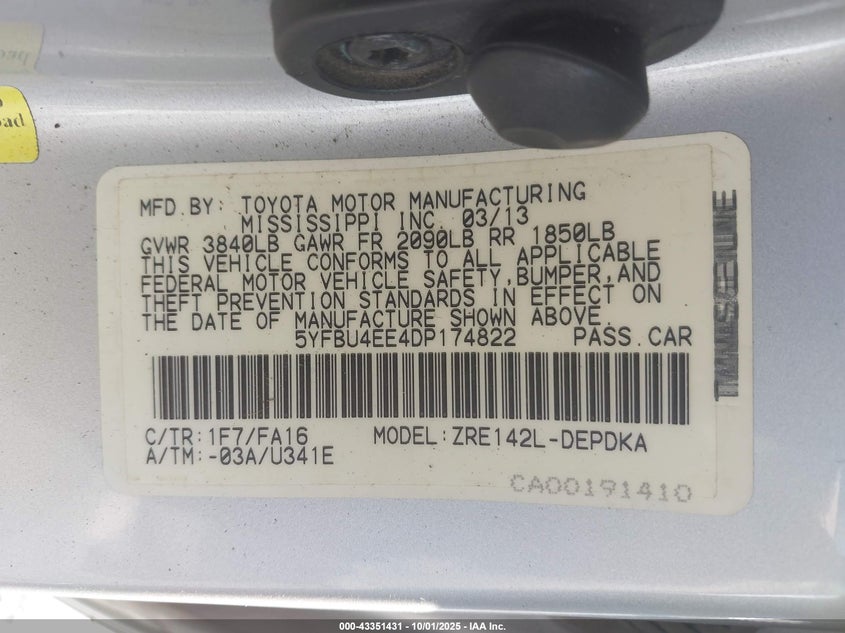 oad
MFD. BY: TOYOTA MOTOR MANUFACTURING
MISSISSIPPI INC. 03/13
GVWR 3840LB GAWR FR 2090LB RR 1850LB
THIS VEHICLE CONFORMS TO ALL APPLICABLE
FEDERAL MOTOR VEHICLE SAFETY, BUMPER, AND
THEFT PREVENTION STANDARDS IN EFFECT ON
THE DATE OF MANUFACTURE SHOWN ABOVE.
5YFBU4EE4DP174822 PASS.CAR
C/TR: 1F7/FA16 MODEL: ZRE142L-DEPDKA
A/TM: -03A/U341E
CA00191410
000-43351431 - 10/01/2025 - IAA Inc.